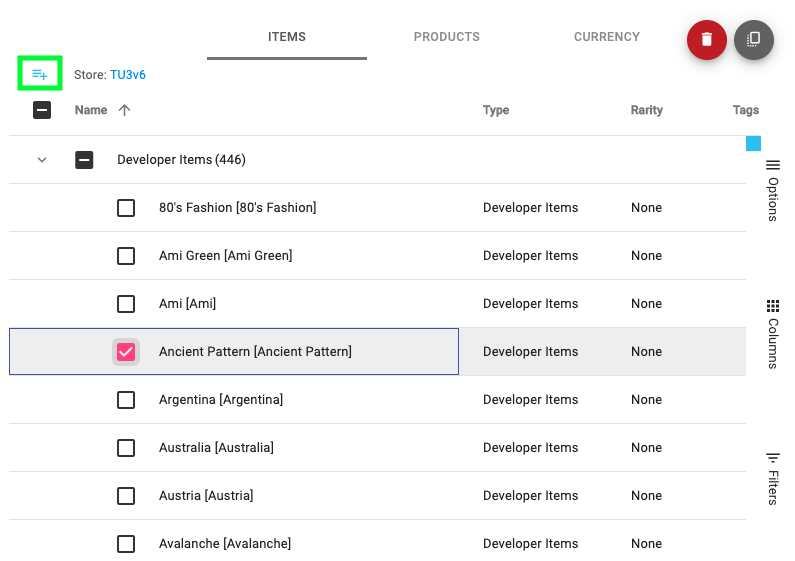 ITEMS PRODUCTS CURRENCY
Store: TU3v6
Name Type Rarity Tags
Developer Items (446)
80's Fashion [80's Fashion] Developer Items None
Ami Green [Ami Green] Developer Items None
Ami [Ami] Developer Items None
Ancient Pattern [Ancient Pattern] Developer Items None
Argentina [Argentina] Developer Items None
Australia [Australia] Developer Items None
Austria [Austria] Developer Items None
Avalanche [Avalanche] Developer Items None
Options
Columns
Filters